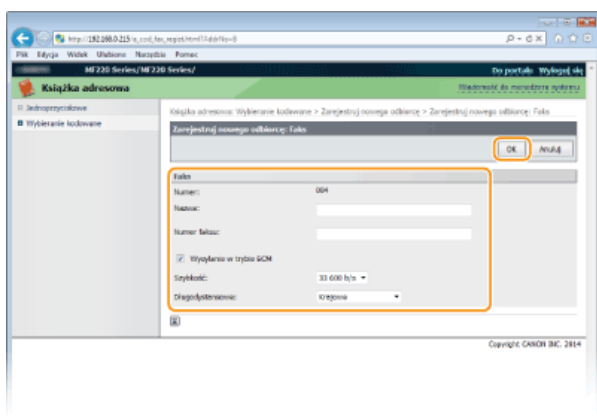 http://192.168.0.215/a_cod_fax_regist.html?AddrNo=8
Plik Edycja Widok Ulubione Narzędzia Pomoc
MF220 Series/MF220 Series/
Do portalu Wyloguj się
Książka adresowa
Wiadomość do menedżera systemu
Jednoprzyciskowe
Wybieranie kodowane
Książka adresowa: Wybieranie kodowane > Zarejestruj nowego odbiorcę > Zarejestruj nowego odbiorcę: Faks
Zarejestruj nowego odbiorcę: Faks
OK Anuluj
Faks
Numer: 004
Nazwa:
Numer faksu:
Wysyłanie w trybie ECM
Szybkość: 33 600 b/s
Długodystansowe: Krajowe
Copyright CANON INC. 2014